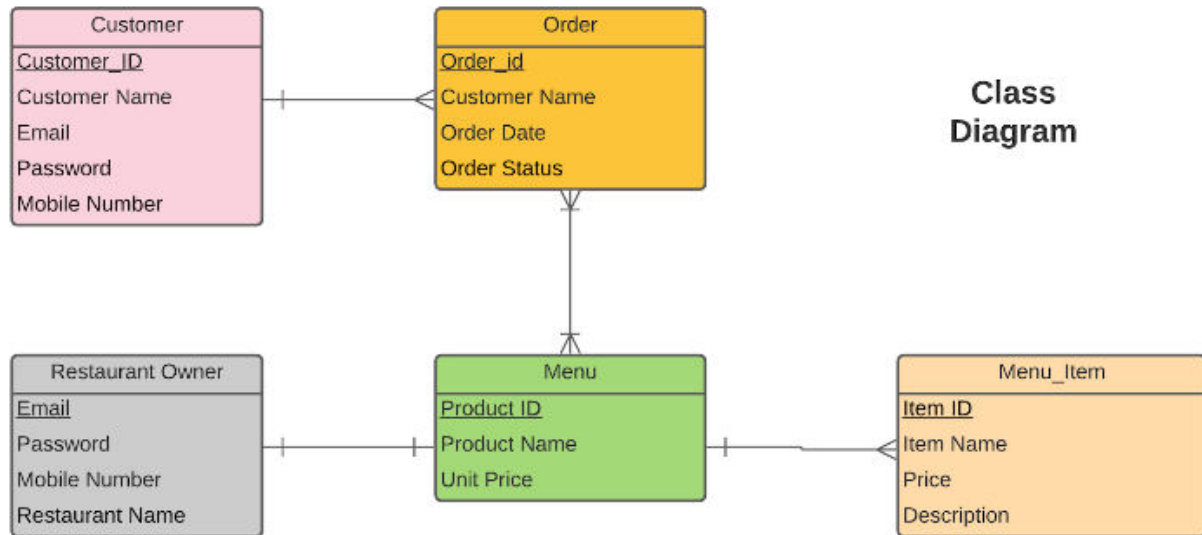 Customer
Customer_ID
Customer Name
Email
Password
Mobile Number
Order
Order_id
Customer Name
Order Date
Order Status
Class
Diagram
Restaurant Owner
Email
Password
Mobile Number
Restaurant Name
Menu
Product ID
Product Name
Unit Price
Menu_Item
Item ID
Item Name
Price
Description